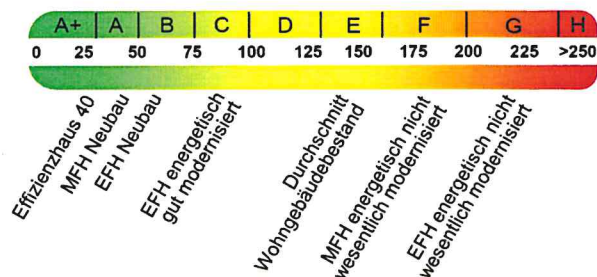 A+ A B C D E F G H
0 25 50 75 100 125 150 175 200 225 >250
Effizienzhaus 40
MFH Neubau
EFH Neubau
EFH energetisch
gut modernisiert
Durchschnitt
Wohngebäudebestand
MFH energetisch nicht
wesentlich modernisiert
EFH energetisch nicht
wesentlich modernisiert